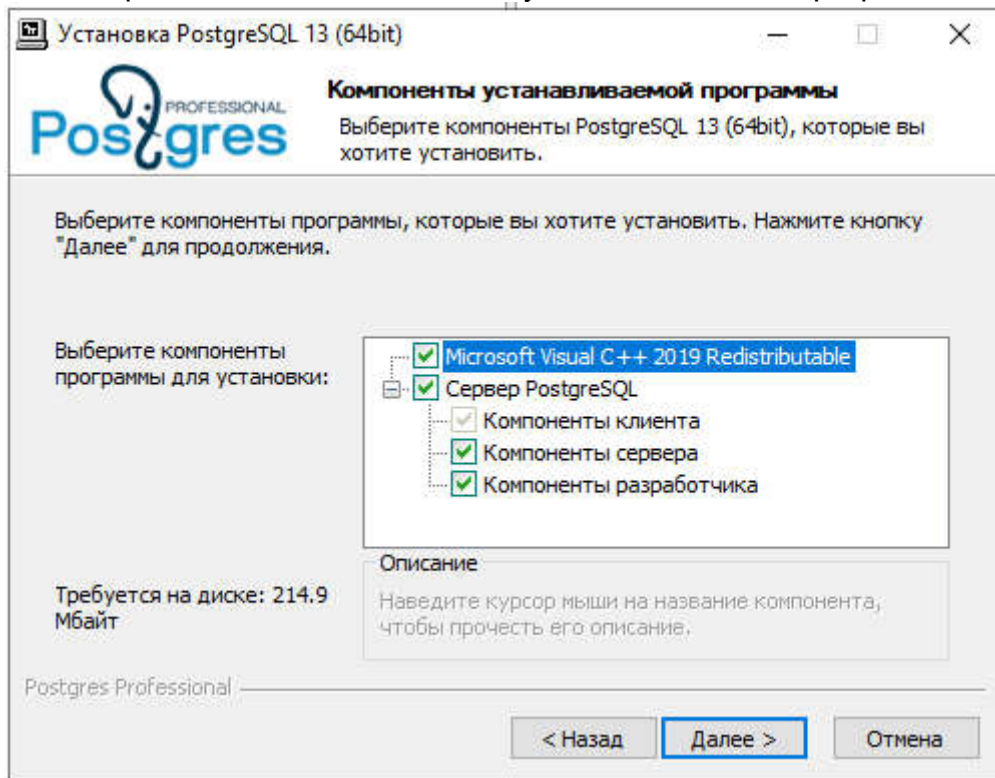 Установка PostgreSQL 13 (64bit)
PROFESSIONAL
Postgres
Компоненты устанавливаемой программы
Выберите компоненты PostgreSQL 13 (64bit), которые вы
хотите установить.
Выберите компоненты программы, которые вы хотите установить. Нажмите кнопку
"Далее" для продолжения.
Выберите компоненты
программы для установки:
Microsoft Visual C++ 2019 Redistributable
Сервер PostgreSQL
Компоненты клиента
Компоненты сервера
Компоненты разработчика
Требуется на диске: 214.9
Мбайт
Описание
Наведите курсор мыши на название компонента,
чтобы прочесть его описание.
Postgres Professional
< Назад
Далее >
Отмена